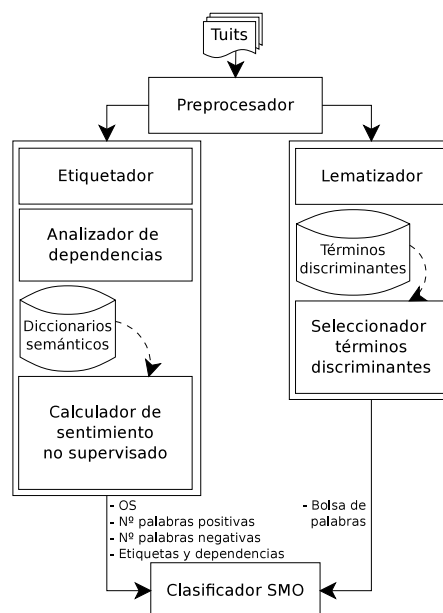 Tuits
Preprocesador
Etiquetador
Analizador de
dependencias
Diccionarios
semánticos
Calculador de
sentimiento
no supervisado
Lematizador
Términos
discriminantes
Seleccionador
términos
discriminantes
- OS
- Nº palabras positivas
- Nº palabras negativas
- Etiquetas y dependencias
- Bolsa de
palabras
Clasificador SMO